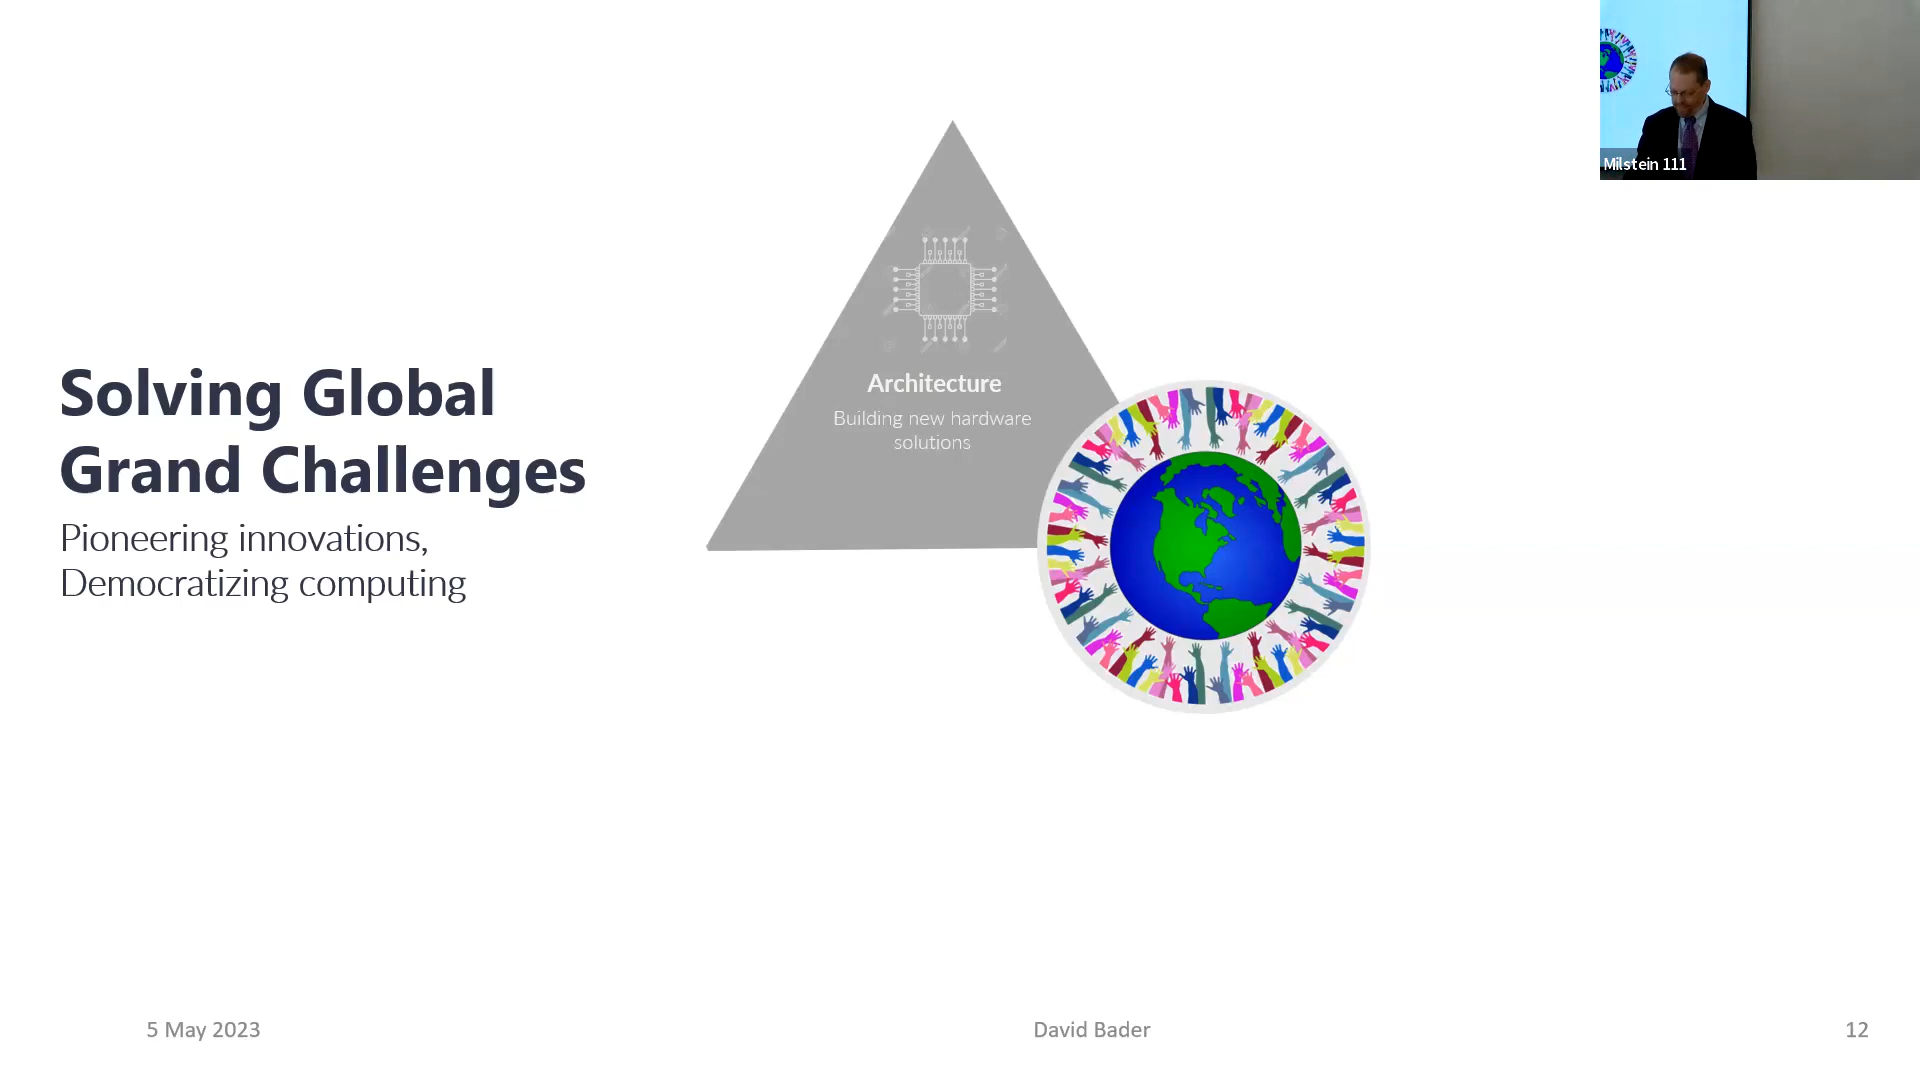 Milstein 111
Architecture
Building new hardware
solutions
Solving Global
Grand Challenges
Pioneering innovations,
Democratizing computing
5 May 2023
David Bader
12